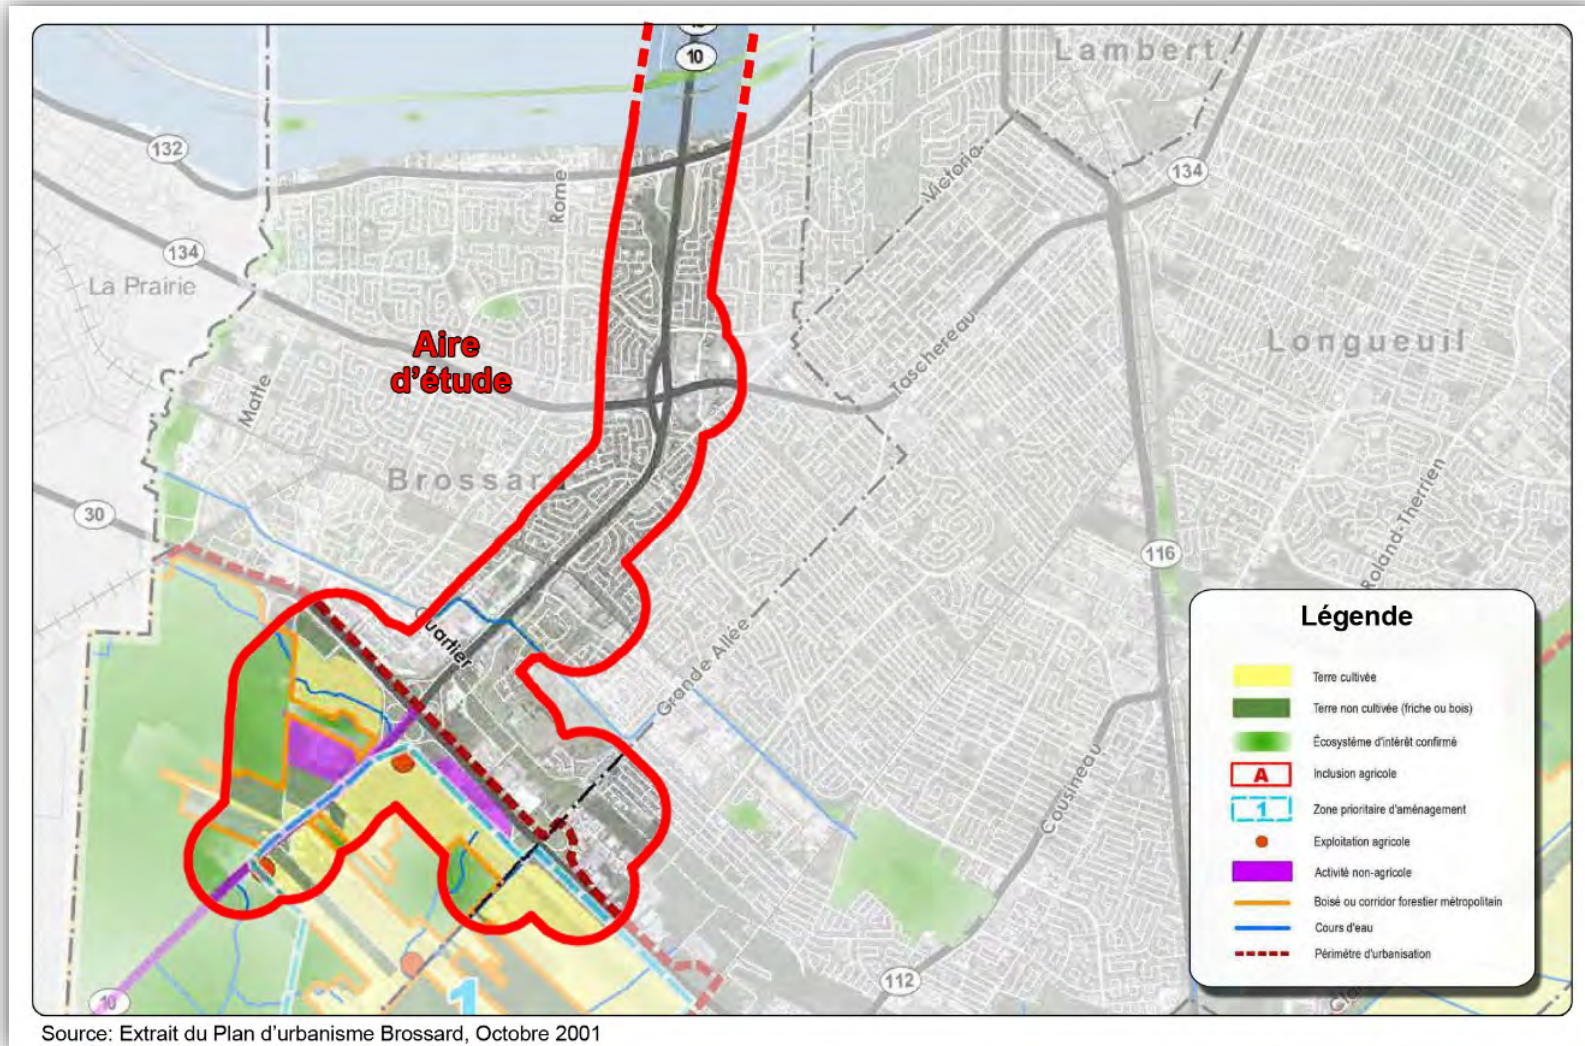 10
Lambert
132
Rome
Victoria
134
134
La Prairie
Aire
d'étude
Longueuil
Taschereau
Matte
Brossard
30
Roland-Therrien
116
Quartier
Grande Allée
Cousineau
112
10
1
Légende
Terre cultivée
Terre non cultivée (friche ou bois)
Écosystème d'intérêt confirmé
A
Inclusion agricole
1
Zone prioritaire d'aménagement
Exploitation agricole
Activité non-agricole
Boisé ou corridor forestier métropolitain
Cours d'eau
Périmètre d'urbanisation
Source: Extrait du Plan d'urbanisme Brossard, Octobre 2001